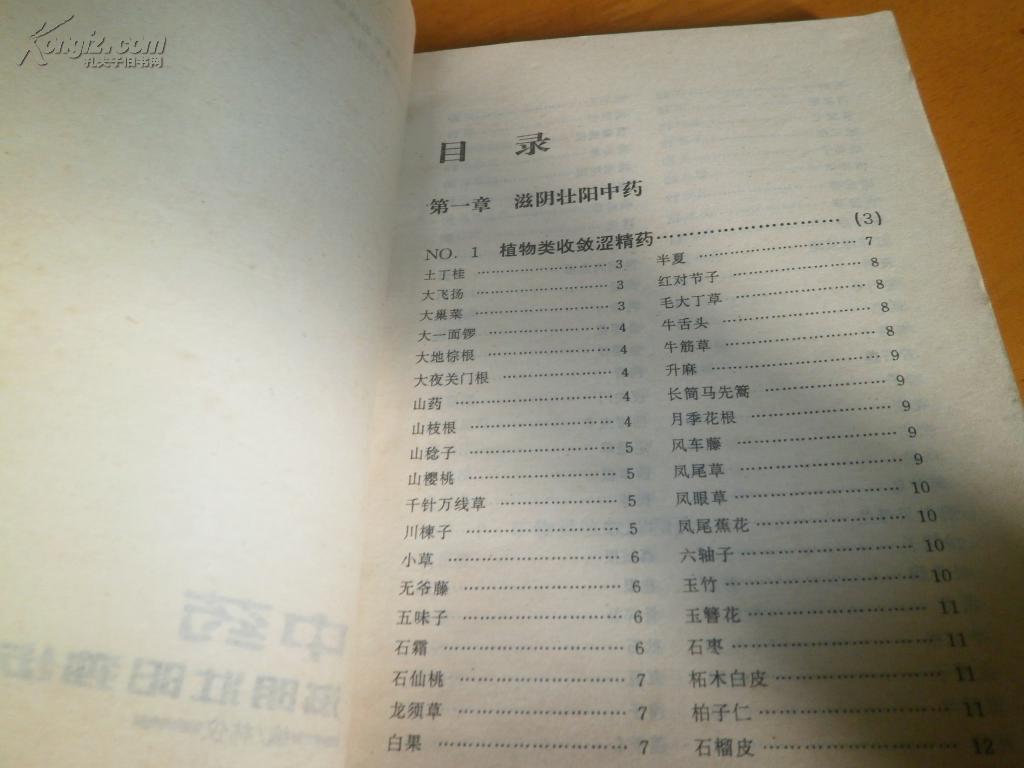 Kongfz.com
孔夫子旧书网
目 录
第一章 滋阴壮阳中药
NO. 1 植物类收敛涩精药……………………(3)
土丁桂……………………3
大飞扬……………………3
大巢菜……………………3
大一面锣……………………4
大地棕根……………………4
大夜关门根……………………4
山药……………………4
山枝根……………………4
山稔子……………………5
山樱桃……………………5
千针万线草……………………5
川楝子……………………5
小草……………………6
无爷藤……………………6
五味子……………………6
石霜……………………6
石仙桃……………………7
龙须草……………………7
白果……………………7
半夏……………………7
红对节子……………………8
毛大丁草……………………8
牛舌头……………………8
牛筋草……………………8
升麻……………………9
长筒马先蒿……………………9
月季花根……………………9
风车藤……………………9
凤尾草……………………9
凤眼草……………………10
凤尾蕉花……………………10
六轴子……………………10
玉竹……………………10
玉簪花……………………11
石枣……………………11
柘木白皮……………………11
柏子仁……………………11
石榴皮……………………12